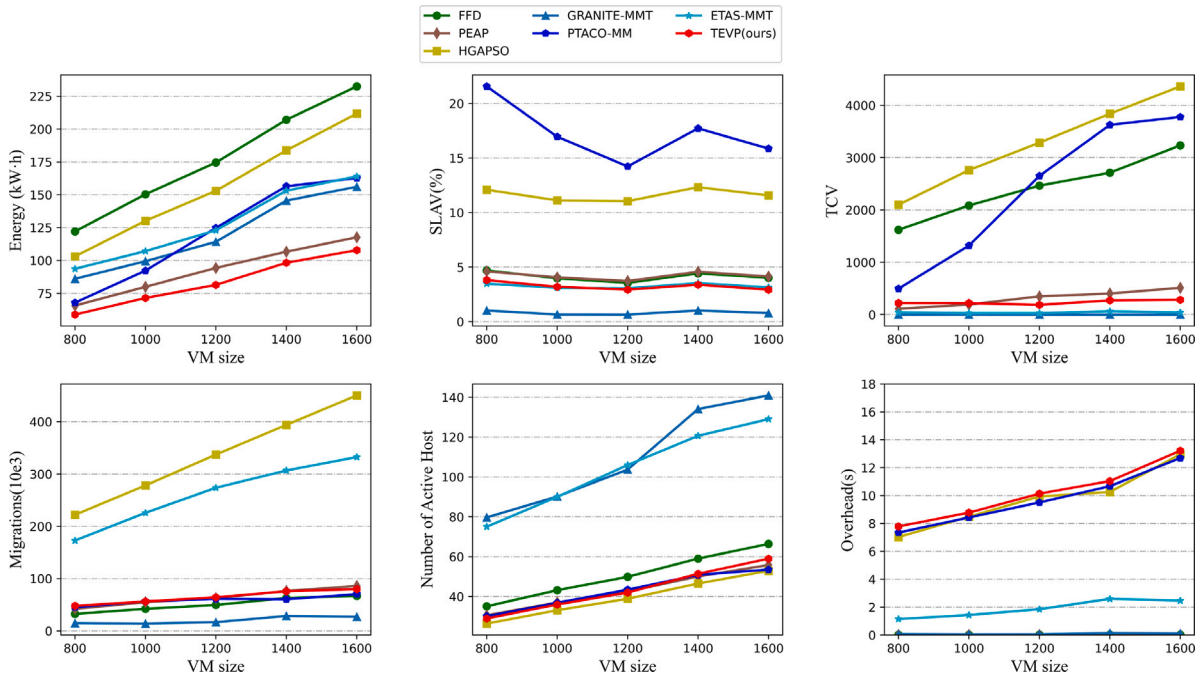 FFD GRANITE-MMT ETAS-MMT
PEAP PTACO-MM TEVP(ours)
HGAPSO
Energy (kW·h)
225
200
175
150
125
100
75
800 1000 1200 1400 1600
VM size
SLAV(%)
20
15
10
5
0
800 1000 1200 1400 1600
VM size
TCV
4000
3000
2000
1000
0
800 1000 1200 1400 1600
VM size
Migrations(10e3)
400
300
200
100
0
800 1000 1200 1400 1600
VM size
Number of Active Host
140
120
100
80
60
40
800 1000 1200 1400 1600
VM size
Overhead(s)
18
16
14
12
10
8
6
4
2
0
800 1000 1200 1400 1600
VM size